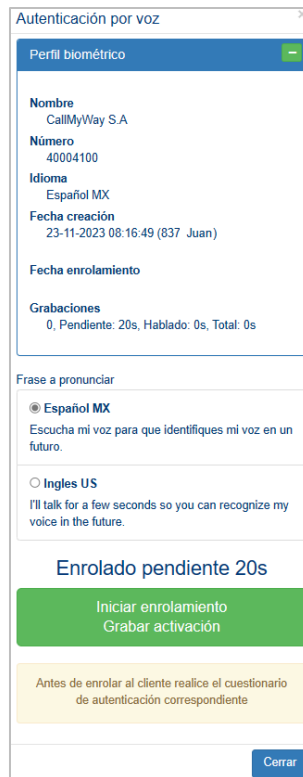 Autenticación por voz
×
Perfil biométrico
Nombre
CallMyWay S.A
Número
40004100
Idioma
Español MX
Fecha creación
23-11-2023 08:16:49 (837 Juan)
Fecha enrolamiento
Grabaciones
0, Pendiente: 20s, Hablado: 0s, Total: 0s
Frase a pronunciar
Español MX
Escucha mi voz para que identifiques mi voz en un
futuro.
Ingles US
I'll talk for a few seconds so you can recognize my
voice in the future.
Enrolado pendiente 20s
Iniciar enrolamiento
Grabar activación
Antes de enrolar al cliente realice el cuestionario
de autenticación correspondiente
Cerrar